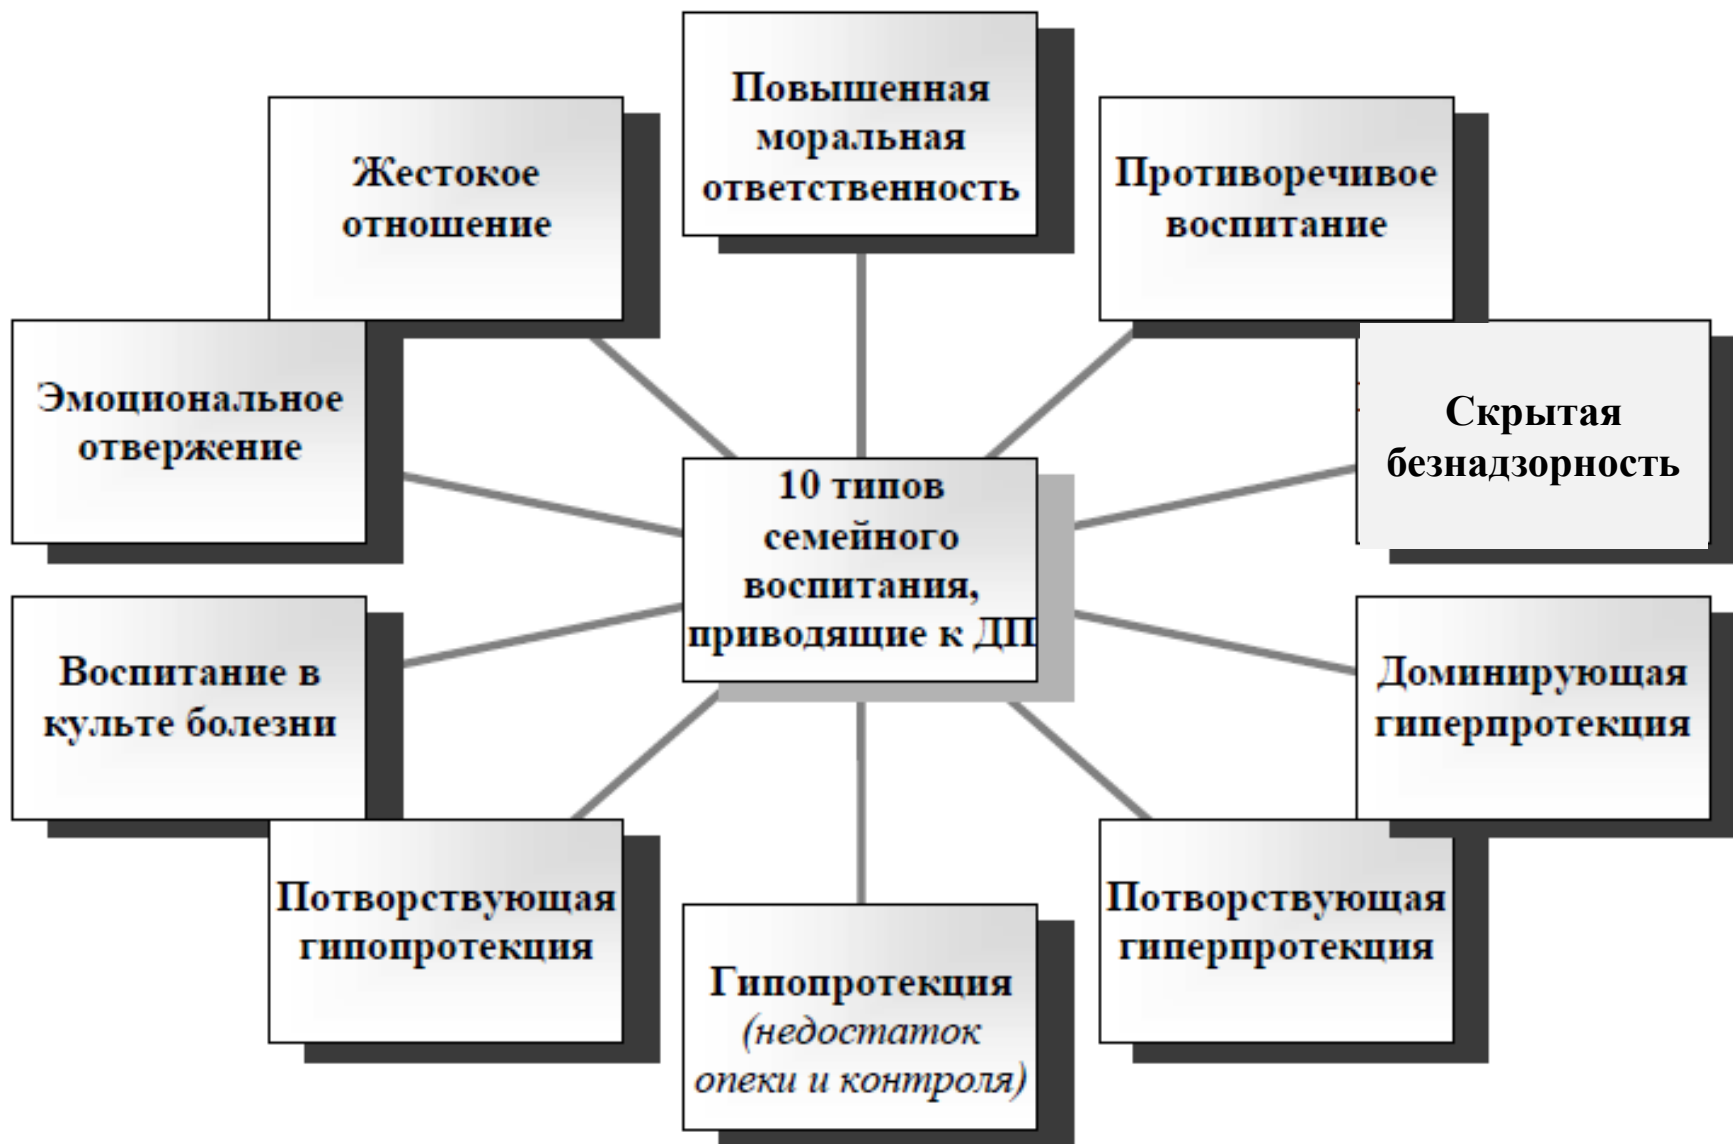 Повышенная
моральная
ответственность
Жестокое
отношение
Противоречивое
воспитание
Эмоциональное
отвержение
Скрытая
безнадзорность
10 типов
семейного
воспитания,
приводящие к ДП
Воспитание в
культе болезни
Доминирующая
гиперпротекция
Потворствующая
гипопротекция
Потворствующая
гиперпротекция
Гипопротекция
(недостаток
опеки и контроля)